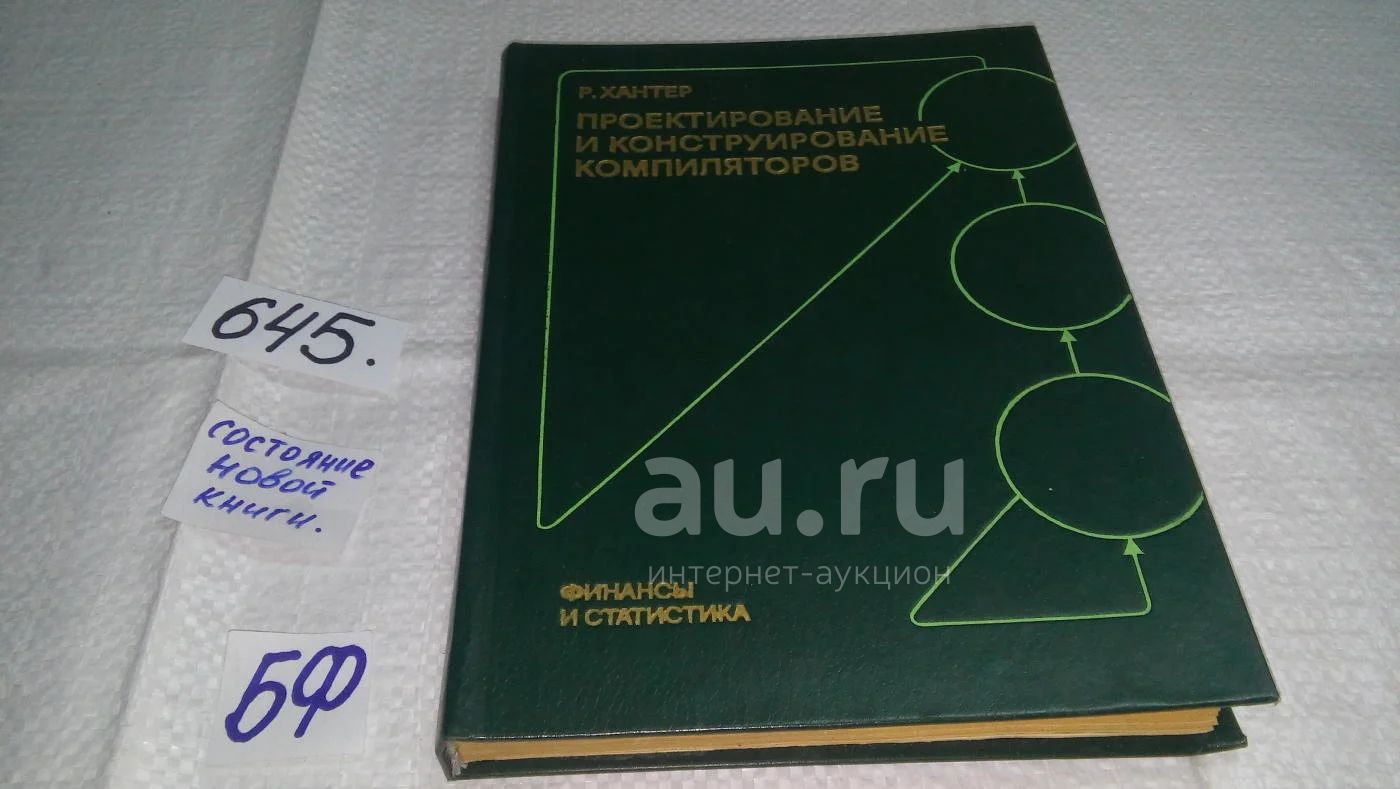 Р. ХАНТЕР
ПРОЕКТИРОВАНИЕ
И КОНСТРУИРОВАНИЕ
КОМПИЛЯТОРОВ
645.
состояние
новой
книги.
au.ru
интернет-аукцион
ФИНАНСЫ
И СТАТИСТИКА
БФ